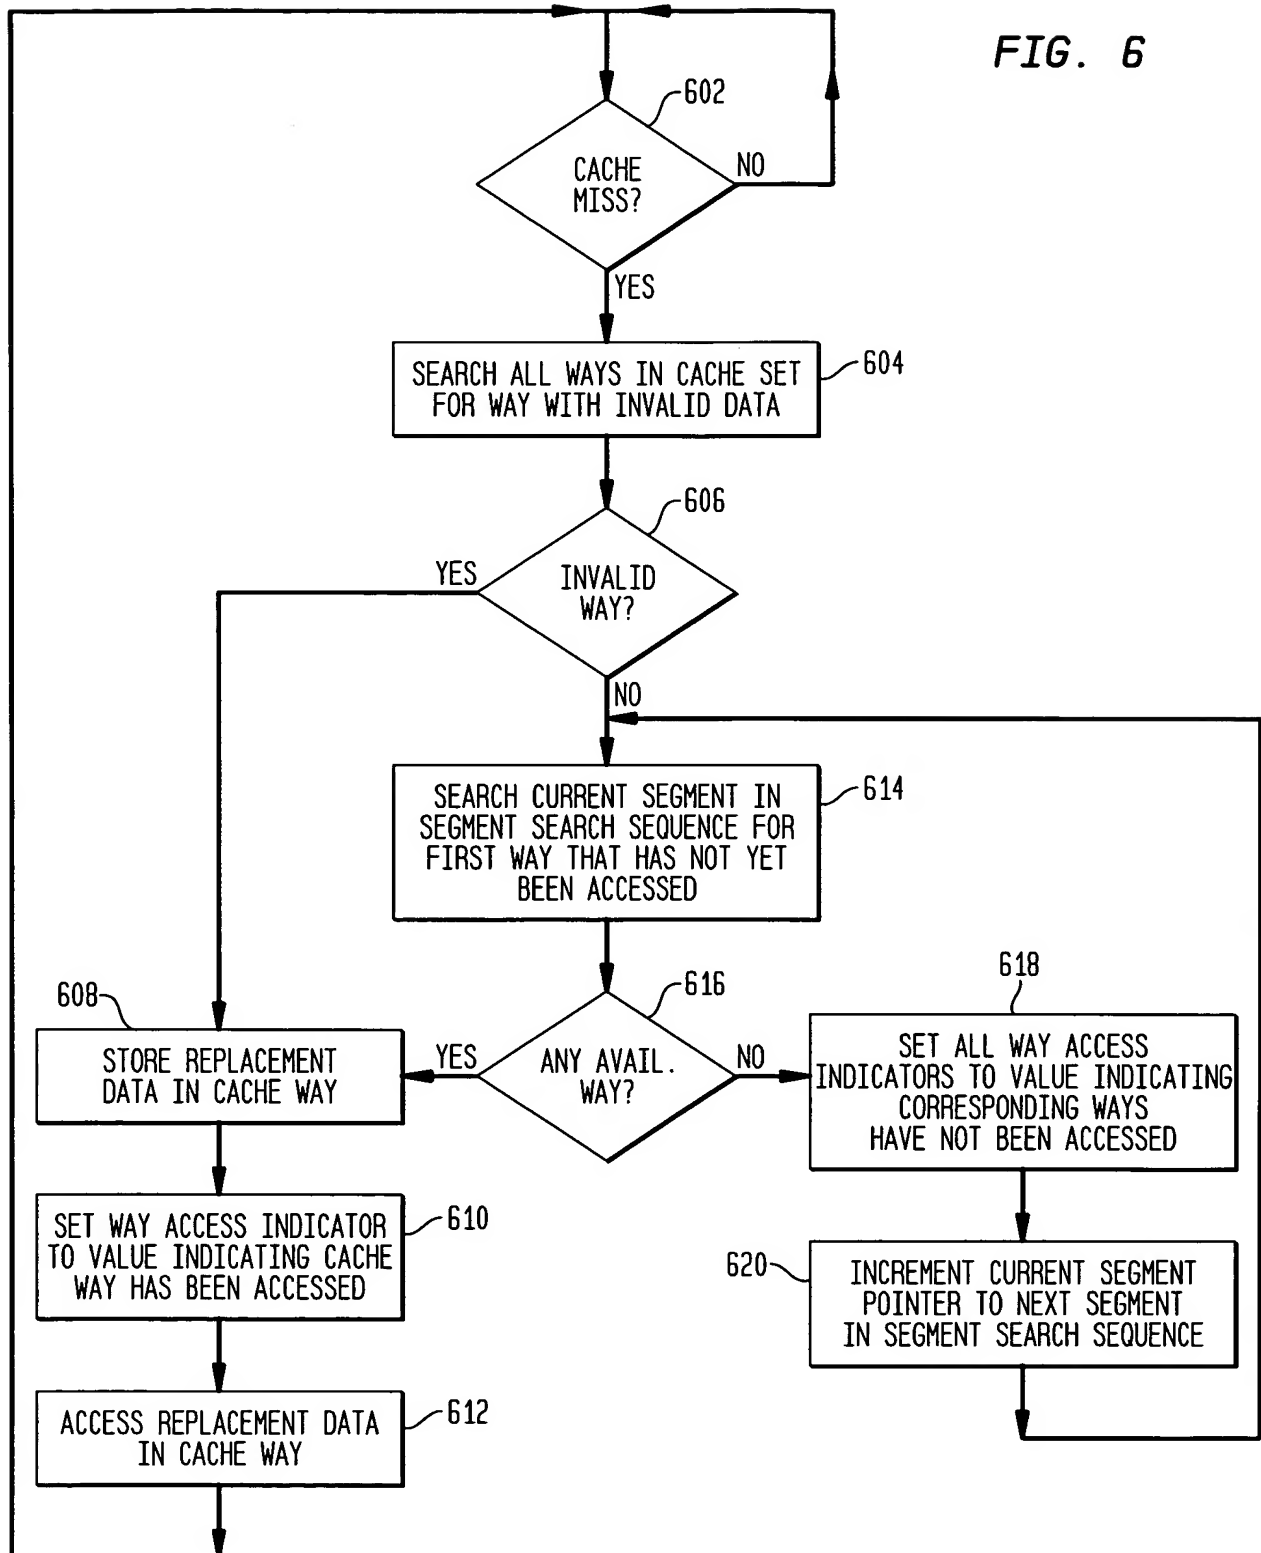 FIG. 6
602
CACHE
MISS?
NO
YES
SEARCH ALL WAYS IN CACHE SET
FOR WAY WITH INVALID DATA
604
606
INVALID
WAY?
YES
NO
SEARCH CURRENT SEGMENT IN
SEGMENT SEARCH SEQUENCE FOR
FIRST WAY THAT HAS NOT YET
BEEN ACCESSED
614
616
ANY AVAIL.
WAY?
YES
NO
608
STORE REPLACEMENT
DATA IN CACHE WAY
618
SET ALL WAY ACCESS
INDICATORS TO VALUE INDICATING
CORRESPONDING WAYS
HAVE NOT BEEN ACCESSED
SET WAY ACCESS INDICATOR
TO VALUE INDICATING CACHE
WAY HAS BEEN ACCESSED
610
620
INCREMENT CURRENT SEGMENT
POINTER TO NEXT SEGMENT
IN SEGMENT SEARCH SEQUENCE
ACCESS REPLACEMENT DATA
IN CACHE WAY
612